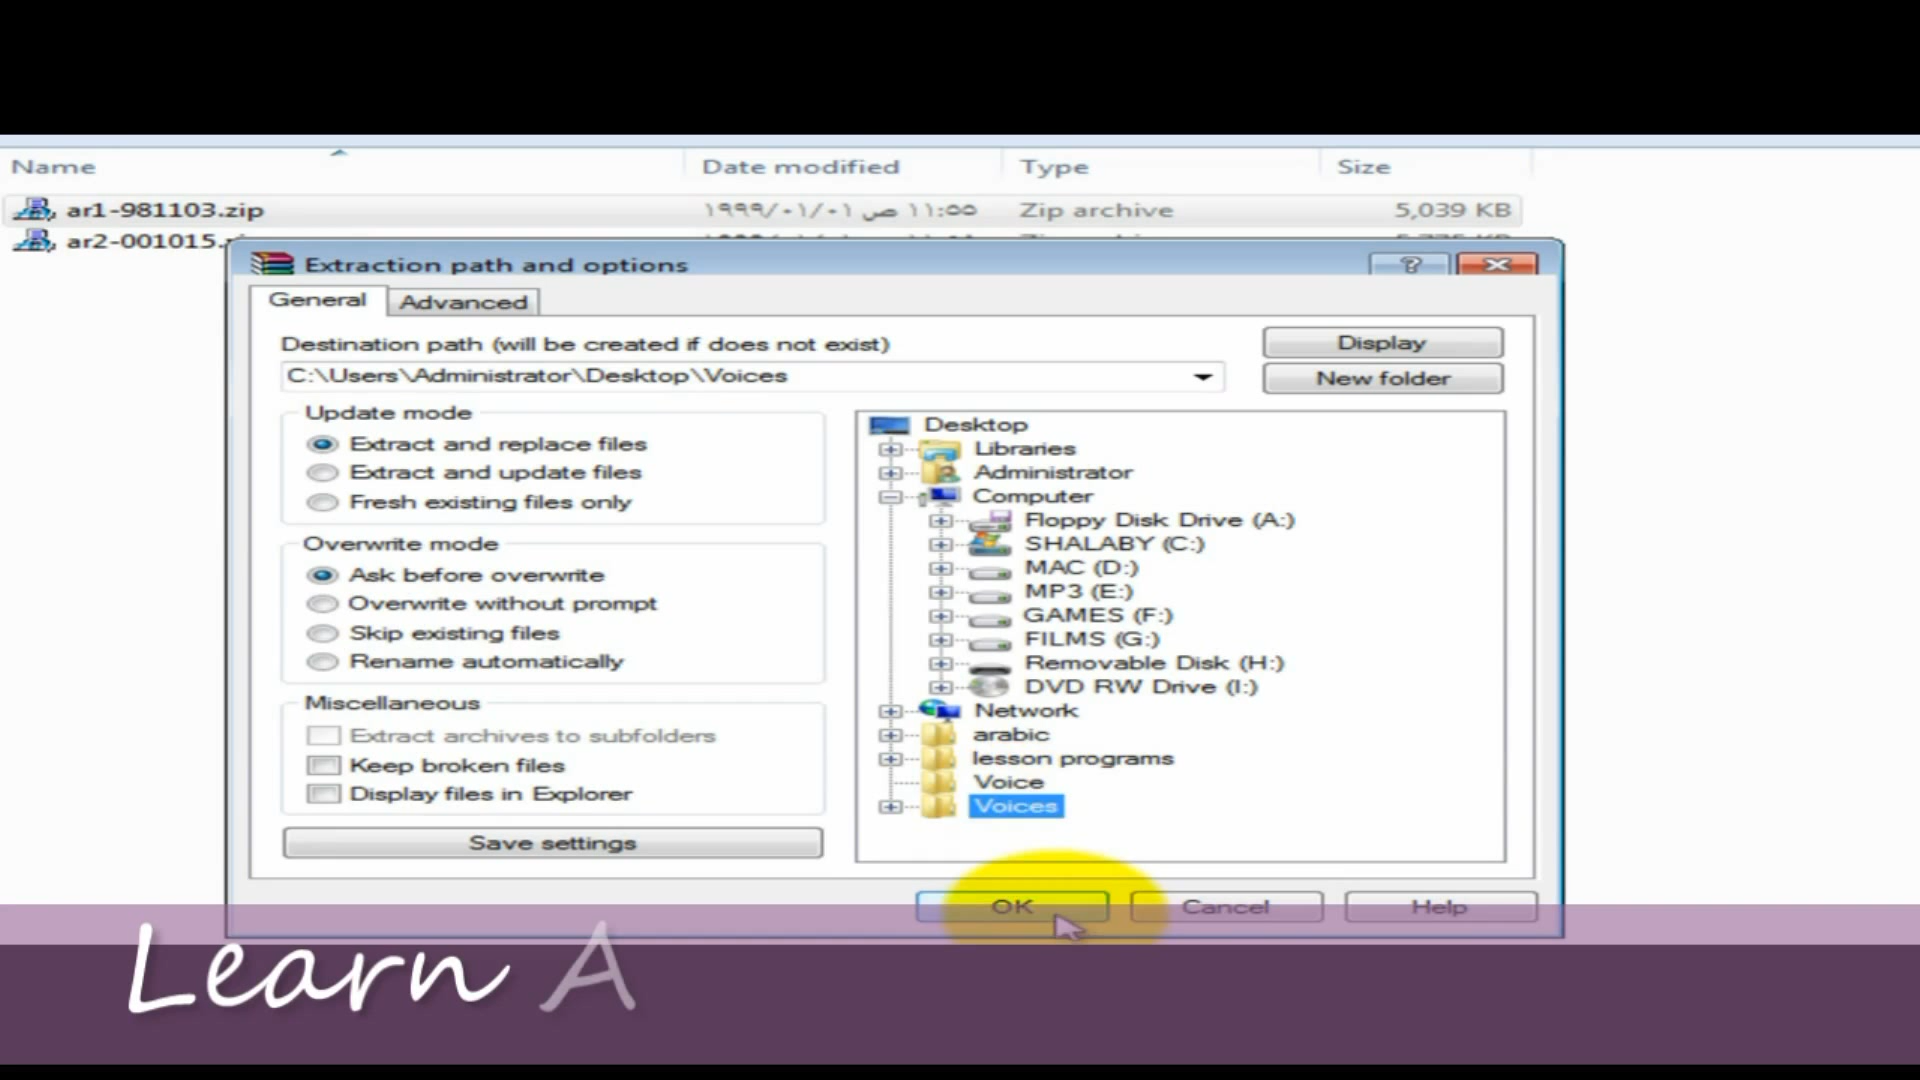 Name Date modified Type Size
ar1-981103.zip ١٩٩٩/٠١/٠١ ١١:٥٥ ص Zip archive 5,039 KB
ar2-001015.
Extraction path and options
General Advanced
Destination path (will be created if does not exist)
C:\Users\Administrator\Desktop\Voices
Display
New folder
Update mode
Extract and replace files
Extract and update files
Fresh existing files only
Overwrite mode
Ask before overwrite
Overwrite without prompt
Skip existing files
Rename automatically
Miscellaneous
Extract archives to subfolders
Keep broken files
Display files in Explorer
Save settings
Desktop
Libraries
Administrator
Computer
Floppy Disk Drive (A:)
SHALABY (C:)
MAC (D:)
MP3 (E:)
GAMES (F:)
FILMS (G:)
Removable Disk (H:)
DVD RW Drive (I:)
Network
arabic
lesson programs
Voice
Voices
OK Cancel Help
Learn A